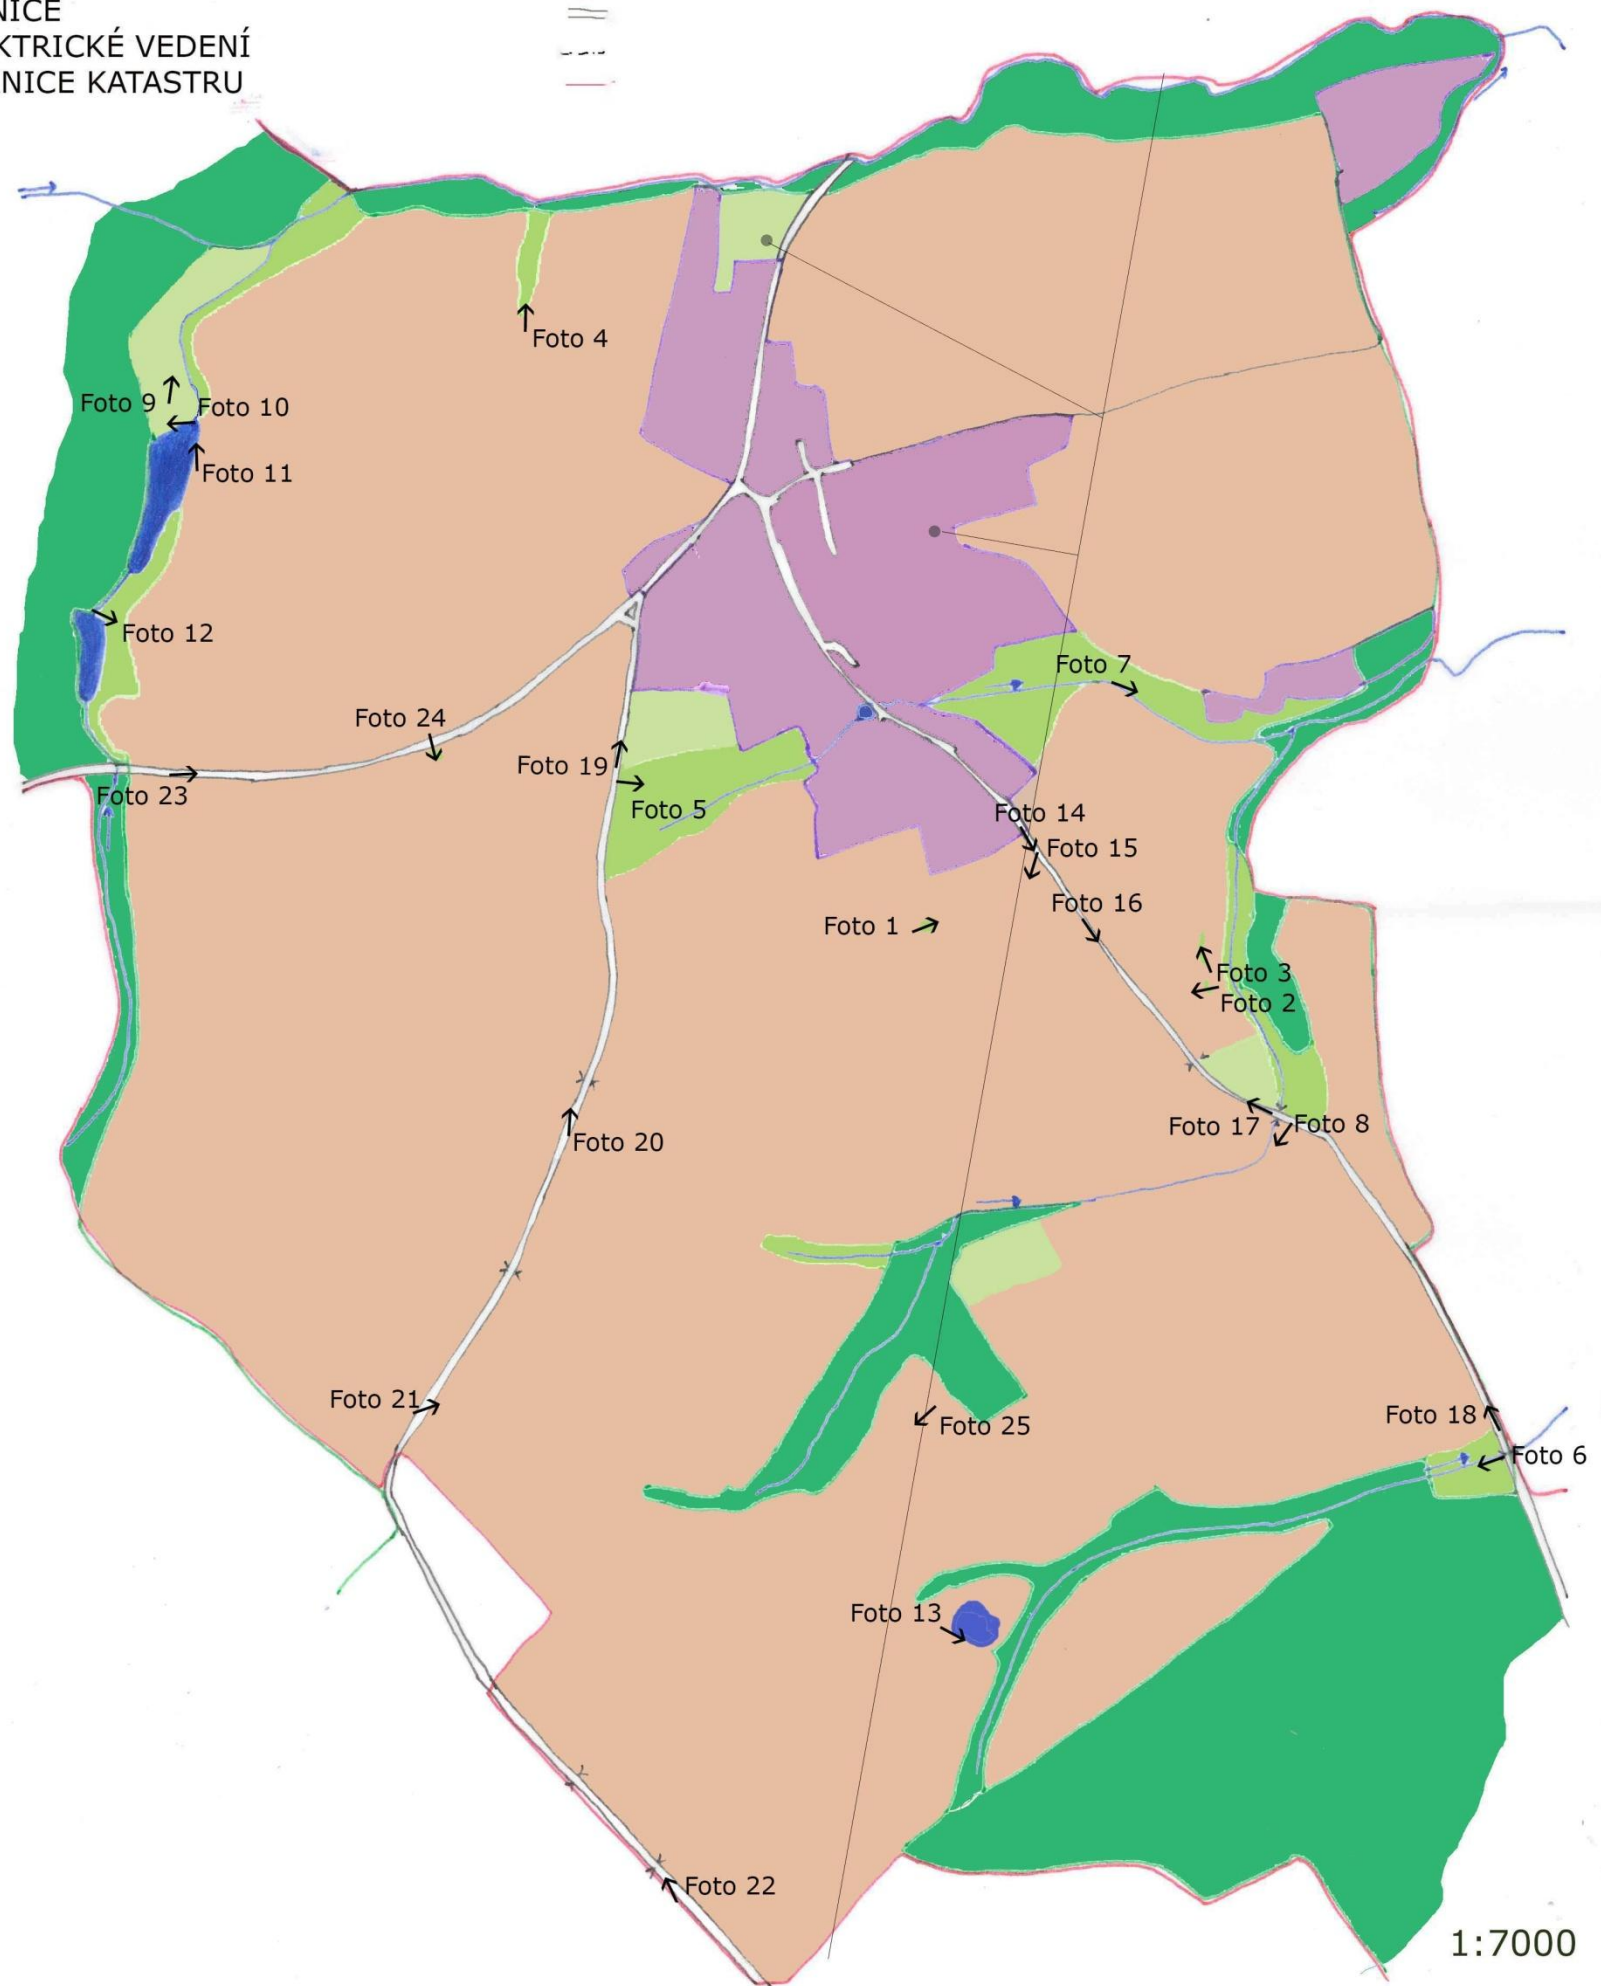 KTRICKÉ VEDENÍ
NICE KATASTRU
Foto 4
Foto 9
Foto 10
Foto 11
Foto 12
Foto 7
Foto 24
Foto 19
Foto 23
Foto 5
Foto 14
Foto 15
Foto 16
Foto 1
Foto 3
Foto 2
Foto 17
Foto 8
Foto 20
Foto 21
Foto 18
Foto 25
Foto 6
Foto 13
Foto 22
1:7000